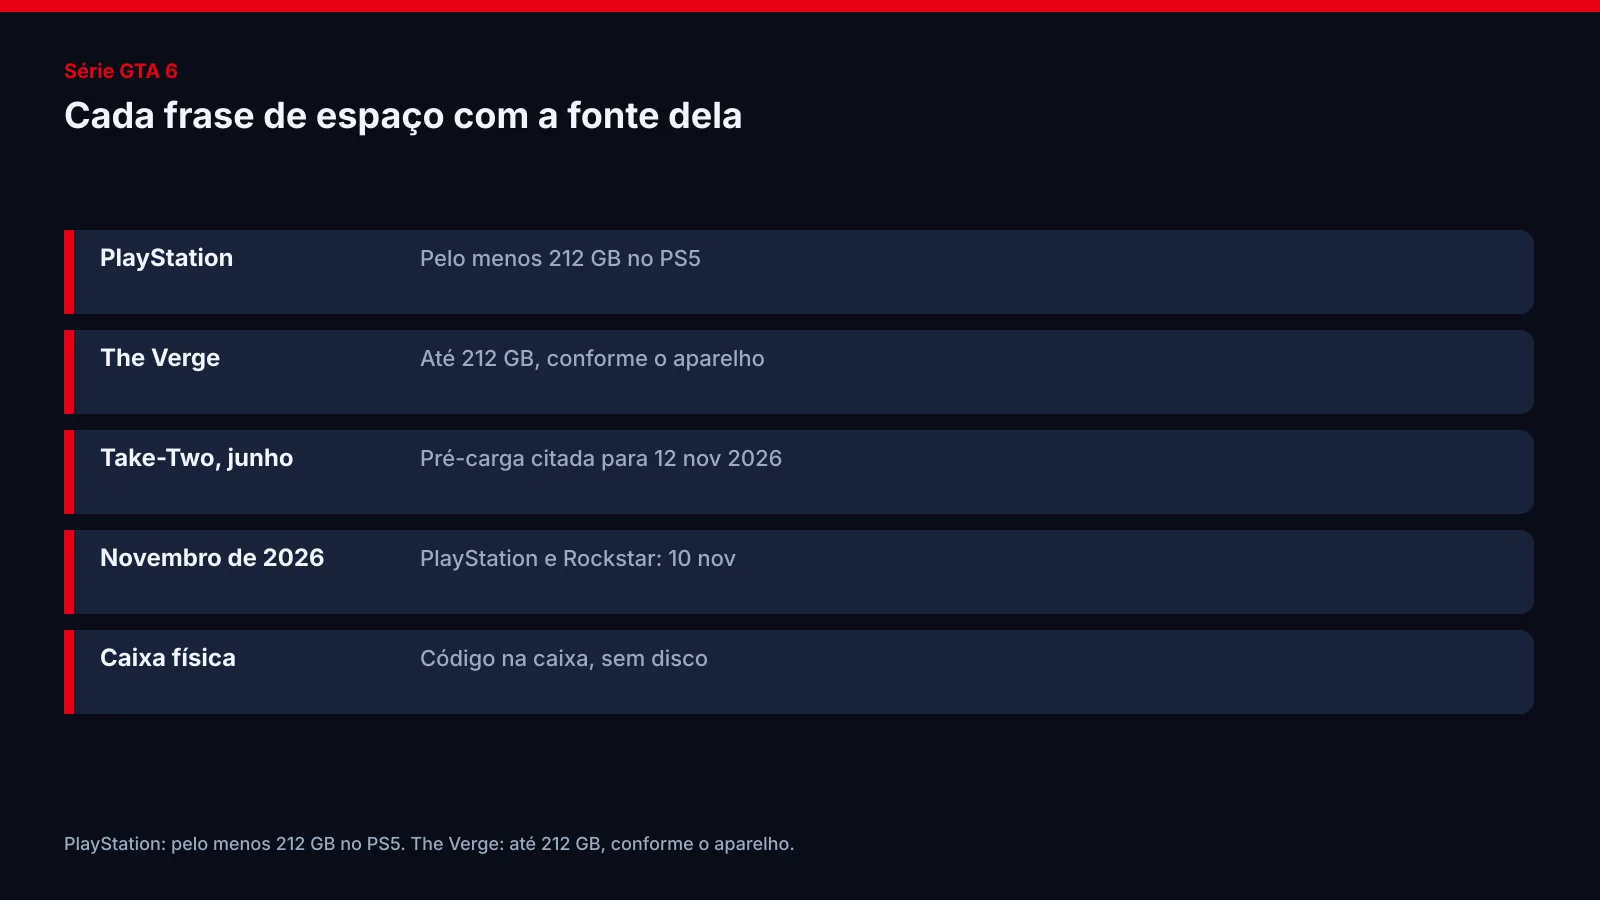 Série GTA 6
Cada frase de espaço com a fonte dela
PlayStation
Pelo menos 212 GB no PS5
The Verge
Até 212 GB, conforme o aparelho
Take-Two, junho
Pré-carga citada para 12 nov 2026
Novembro de 2026
PlayStation e Rockstar: 10 nov
Caixa física
Código na caixa, sem disco
PlayStation: pelo menos 212 GB no PS5. The Verge: até 212 GB, conforme o aparelho.